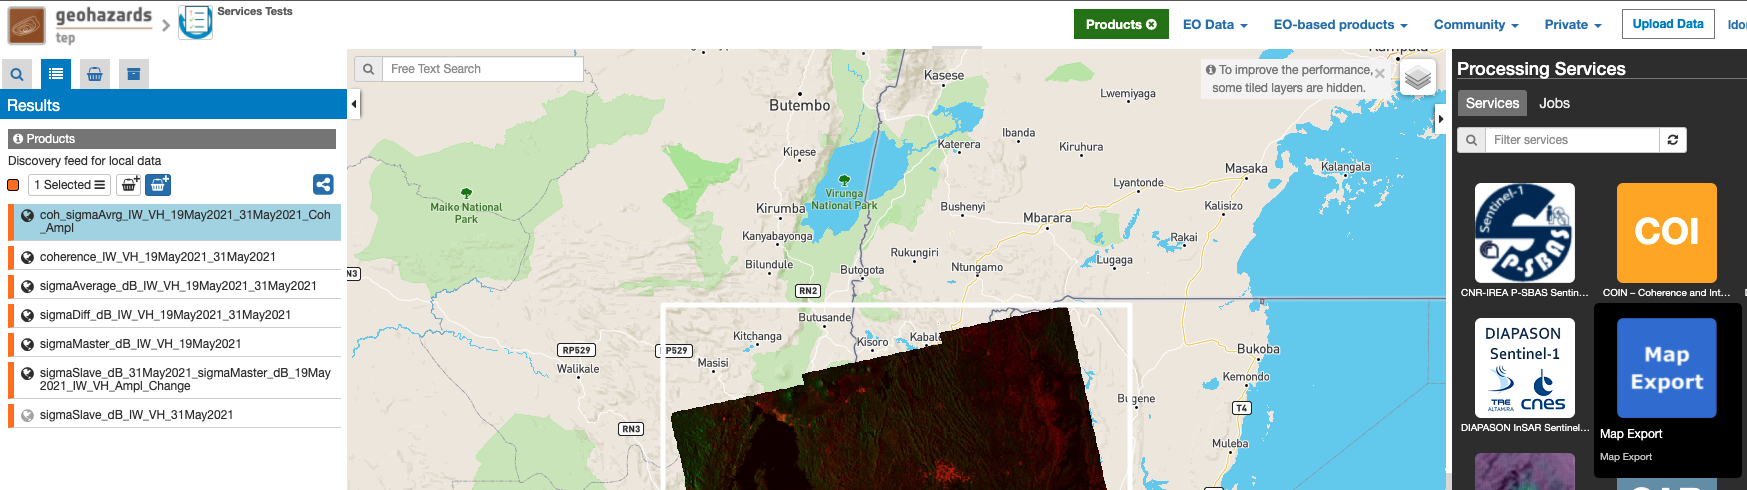 geohazards
tep
Services Tests
Products
EO Data
EO-based products
Community
Private
Upload Data
Results
Products
Discovery feed for local data
1 Selected
coh_sigmaAvrg_IW_VH_19May2021_31May2021_Coh
_Ampl
coherence_IW_VH_19May2021_31May2021
sigmaAverage_dB_IW_VH_19May2021_31May2021
sigmaDiff_dB_IW_VH_19May2021_31May2021
sigmaMaster_dB_IW_VH_19May2021
sigmaSlave_dB_31May2021_sigmaMaster_dB_19May
2021_IW_VH_Ampl_Change
sigmaSlave_dB_IW_VH_31May2021
Free Text Search
To improve the performance,
some tiled layers are hidden.
Kasese
Butembo
Lwemiyaga
Ibanda
Katerera
Kiruhura
Kipese
Masaka
Kalangala
Maiko National
Park
Virunga
National Park
Lyantonde
Kirumba
Bushenyi
Mbarara
Kalisizo
Kanyabayonga
Rakai
Rukungiri
Bilundule
Butogota
Ntungamo
Lugaga
RN3
RN2
Butusande
Kitchanga
Kisoro
RP529
P529
Masisi
Walikale
Bukoba
Kemondo
Bugene
T4
RN3
Muleba
Processing Services
Services
Jobs
Filter services
Sentinel-1
P-SBAS
CNR-IREA P-SBAS Sentin...
COI
COIN – Coherence and Int...
DIAPASON
Sentinel-1
TRE
ALTAMIRA
cnes
DIAPASON InSAR Sentinel...
Map
Export
Map Export
Map Export